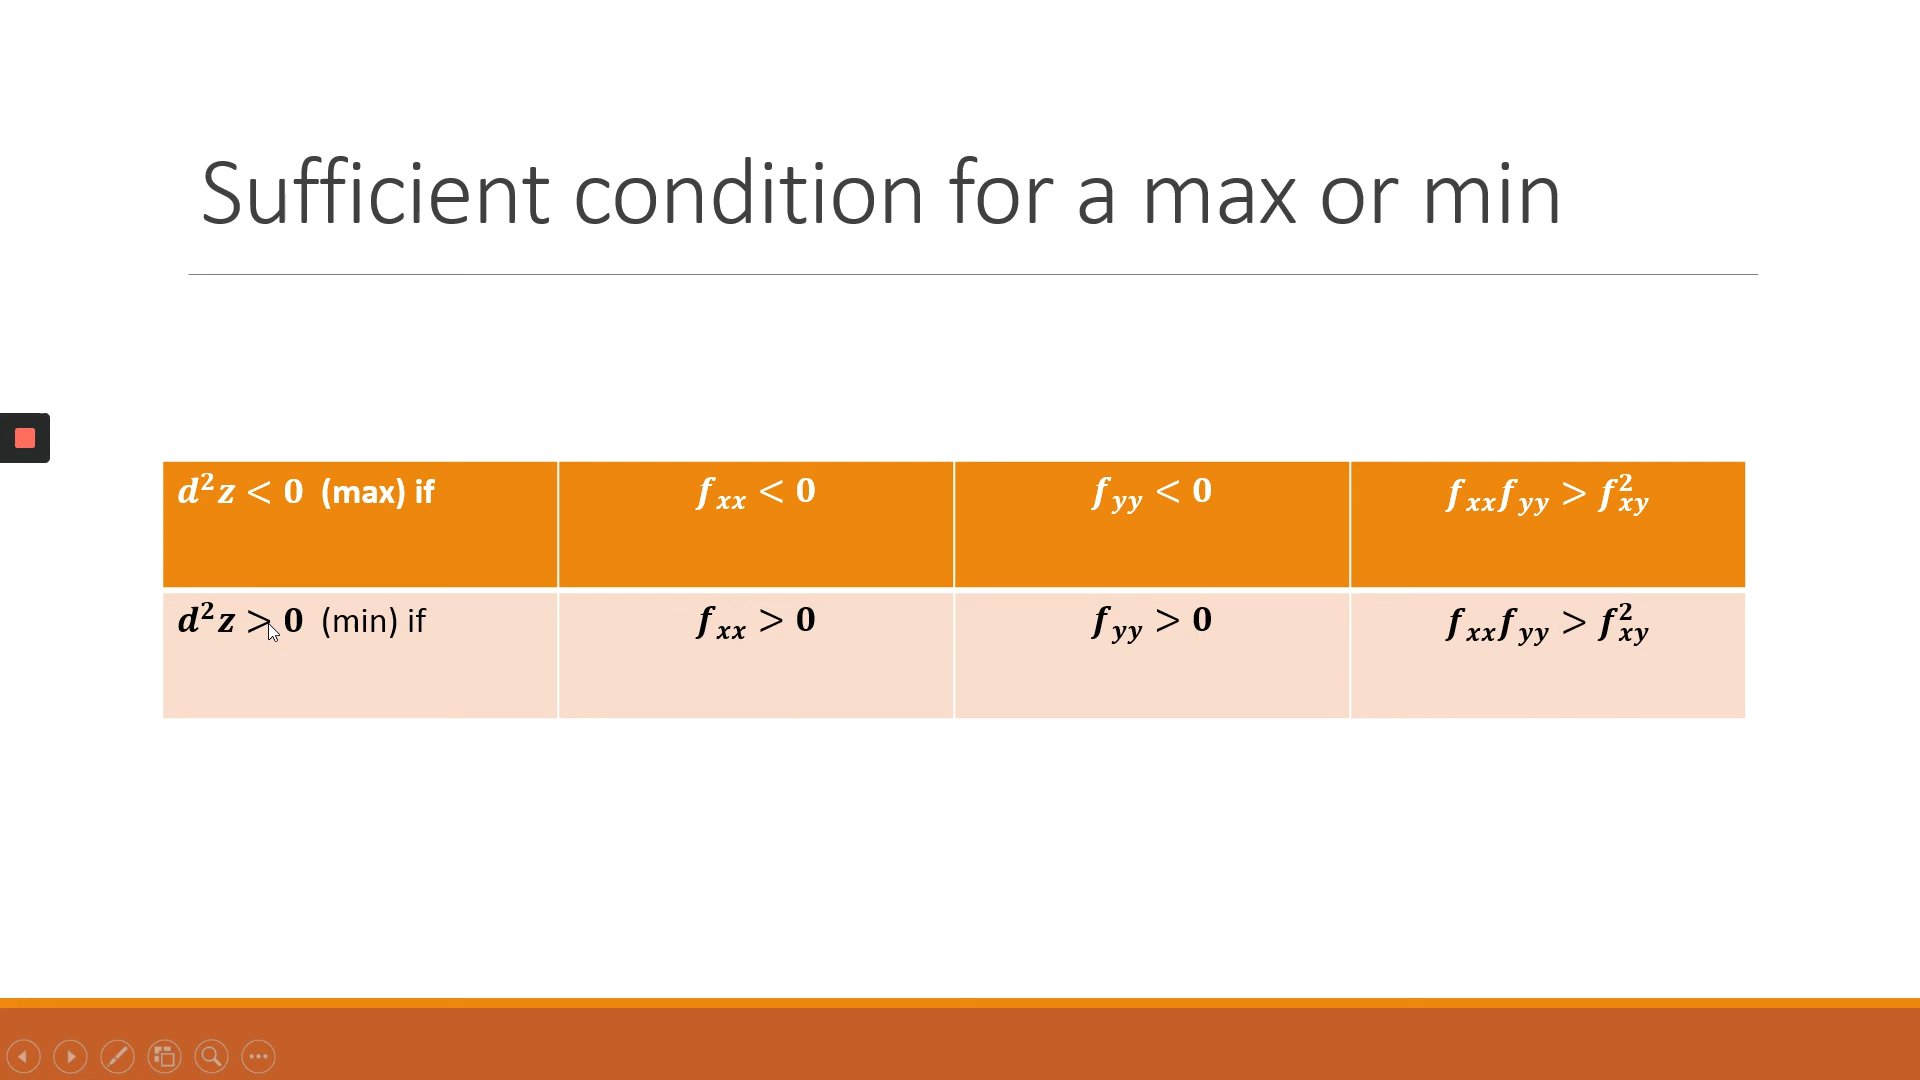 Sufficient condition for a max or min
d²z < 0 (max) if f_xx < 0 f_yy < 0 f_xx f_yy > f²_xy
d²z > 0 (min) if f_xx > 0 f_yy > 0 f_xx f_yy > f²_xy